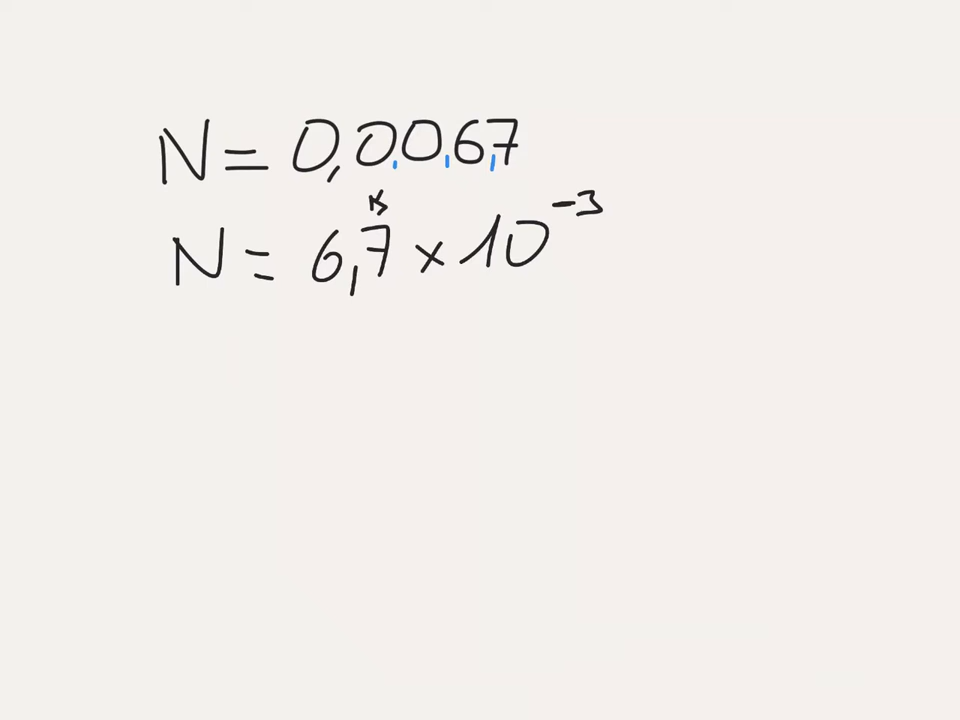 N = 0,0067
N = 6,7 × 10⁻³